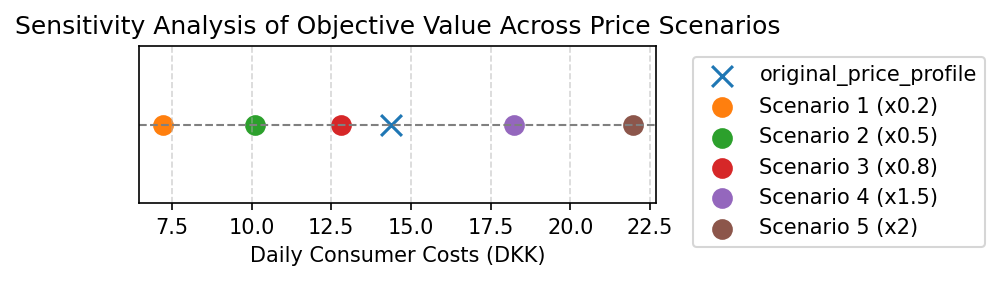 Sensitivity Analysis of Objective Value Across Price Scenarios
original_price_profile
Scenario 1 (x0.2)
Scenario 2 (x0.5)
Scenario 3 (x0.8)
Scenario 4 (x1.5)
Scenario 5 (x2)
7.5 10.0 12.5 15.0 17.5 20.0 22.5
Daily Consumer Costs (DKK)